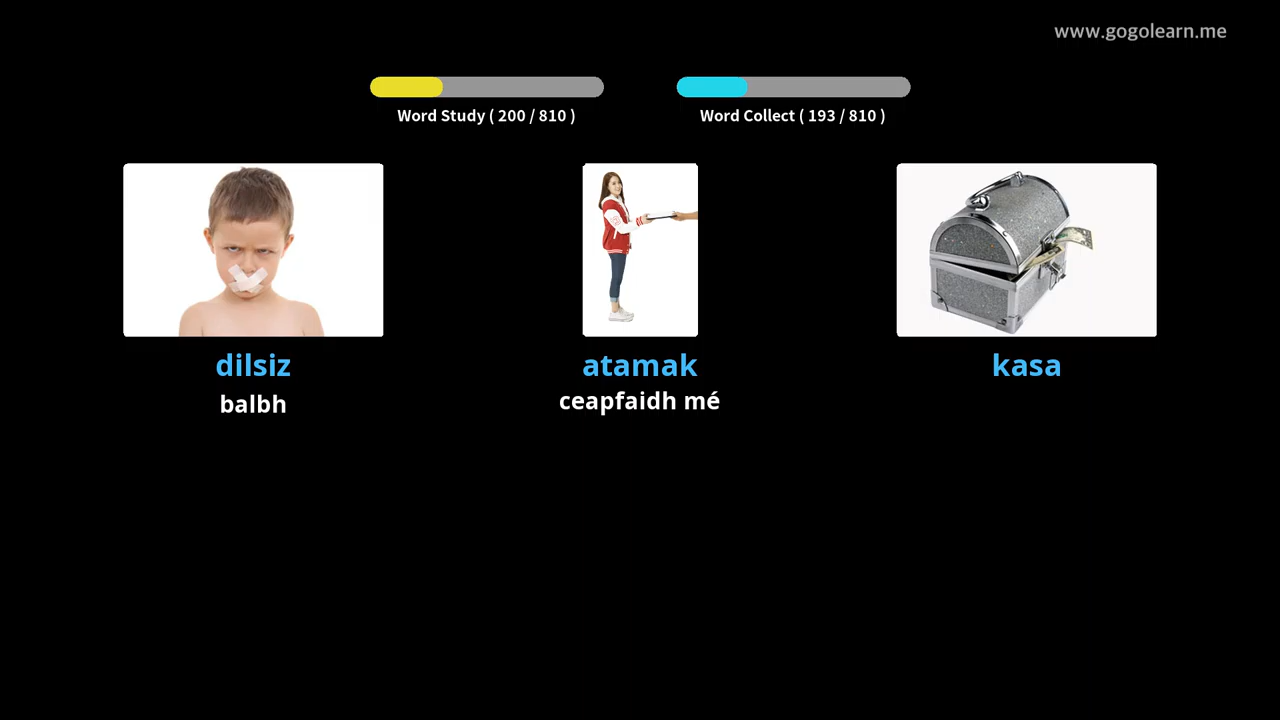 www.gogolearn.me
Word Study ( 200 / 810 )
Word Collect ( 193 / 810 )
dilsiz
balbh
atamak
ceapfaidh mé
kasa